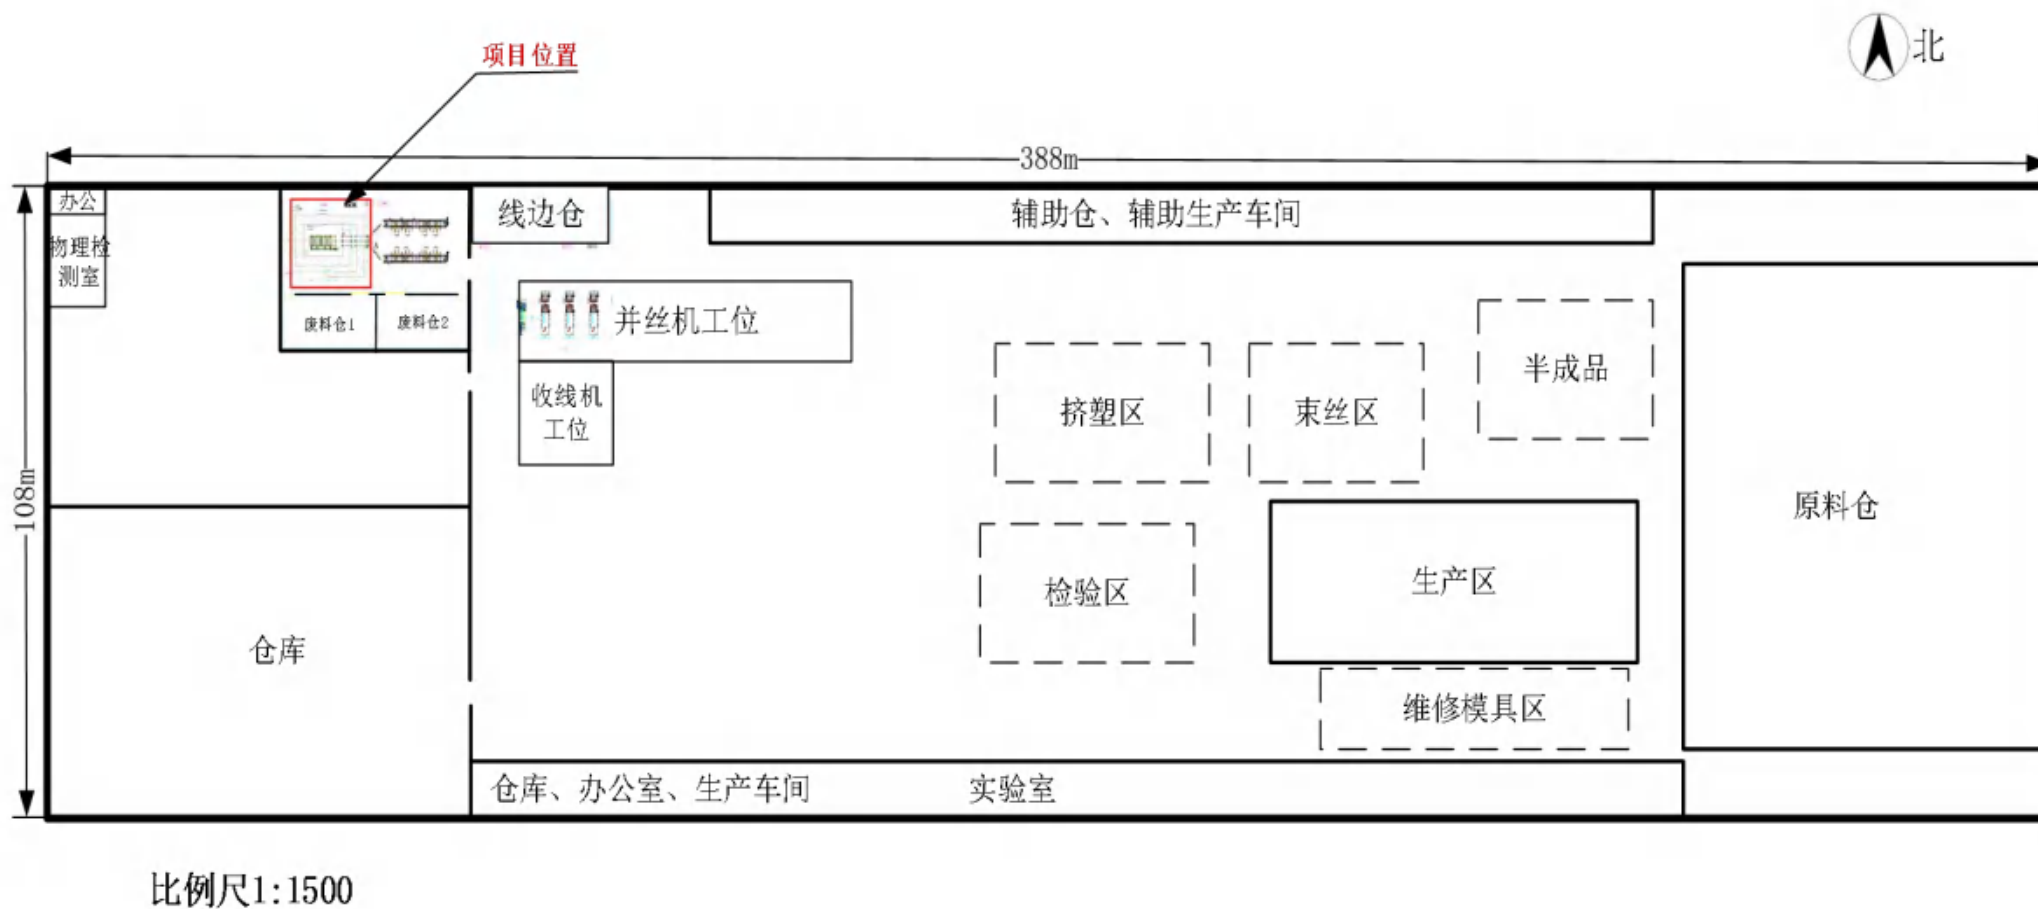 项目位置
北
388m
办公
线边仓
辅助仓、辅助生产车间
物理检
测室
废料仓1
废料仓2
并丝机工位
半成品
收线机
工位
挤塑区
束丝区
108m
原料仓
检验区
生产区
仓库
维修模具区
仓库、办公室、生产车间
实验室
比例尺1:1500